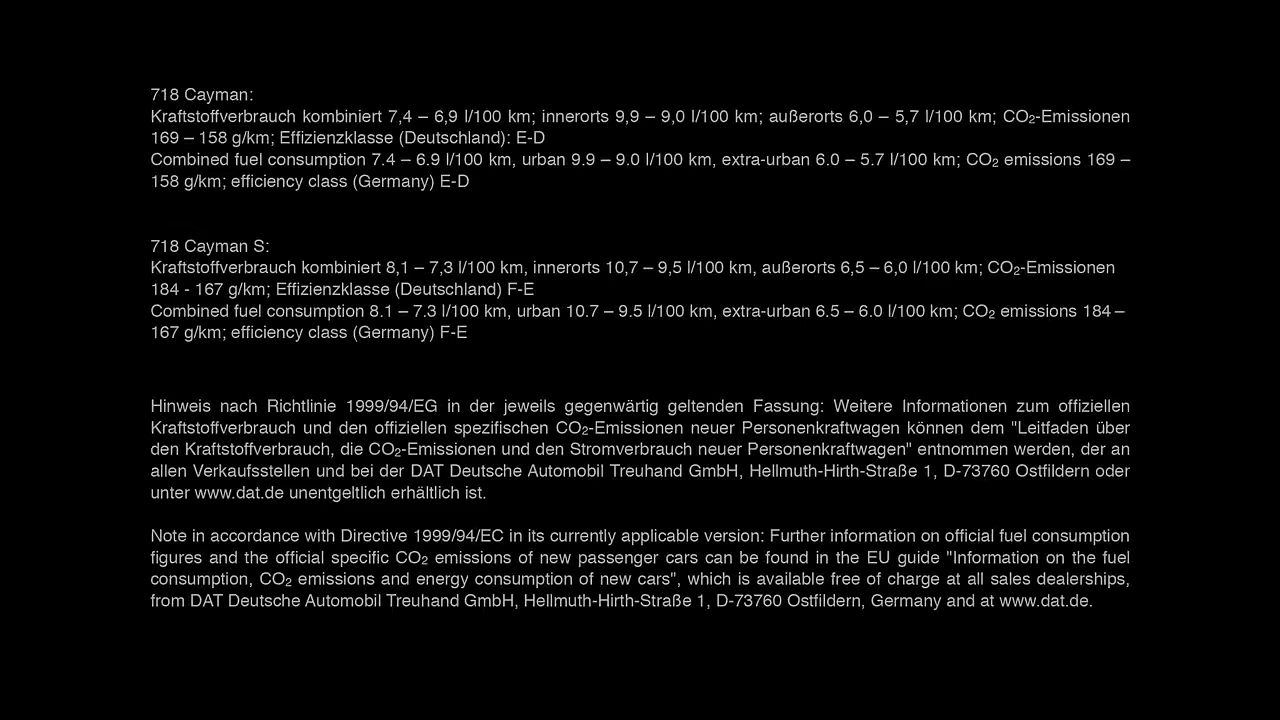 718 Cayman:
Kraftstoffverbrauch kombiniert 7,4 – 6,9 l/100 km; innerorts 9,9 – 9,0 l/100 km; außerorts 6,0 – 5,7 l/100 km; CO₂-Emissionen
169 – 158 g/km; Effizienzklasse (Deutschland): E-D
Combined fuel consumption 7.4 – 6.9 l/100 km, urban 9.9 – 9.0 l/100 km, extra-urban 6.0 – 5.7 l/100 km; CO₂ emissions 169 –
158 g/km; efficiency class (Germany) E-D
718 Cayman S:
Kraftstoffverbrauch kombiniert 8,1 – 7,3 l/100 km, innerorts 10,7 – 9,5 l/100 km, außerorts 6,5 – 6,0 l/100 km; CO₂-Emissionen
184 - 167 g/km; Effizienzklasse (Deutschland) F-E
Combined fuel consumption 8.1 – 7.3 l/100 km, urban 10.7 – 9.5 l/100 km, extra-urban 6.5 – 6.0 l/100 km; CO₂ emissions 184 –
167 g/km; efficiency class (Germany) F-E
Hinweis nach Richtlinie 1999/94/EG in der jeweils gegenwärtig geltenden Fassung: Weitere Informationen zum offiziellen
Kraftstoffverbrauch und den offiziellen spezifischen CO₂-Emissionen neuer Personenkraftwagen können dem "Leitfaden über
den Kraftstoffverbrauch, die CO₂-Emissionen und den Stromverbrauch neuer Personenkraftwagen" entnommen werden, der an
allen Verkaufsstellen und bei der DAT Deutsche Automobil Treuhand GmbH, Hellmuth-Hirth-Straße 1, D-73760 Ostfildern oder
unter www.dat.de unentgeltlich erhältlich ist.
Note in accordance with Directive 1999/94/EC in its currently applicable version: Further information on official fuel consumption
figures and the official specific CO₂ emissions of new passenger cars can be found in the EU guide "Information on the fuel
consumption, CO₂ emissions and energy consumption of new cars", which is available free of charge at all sales dealerships,
from DAT Deutsche Automobil Treuhand GmbH, Hellmuth-Hirth-Straße 1, D-73760 Ostfildern, Germany and at www.dat.de.